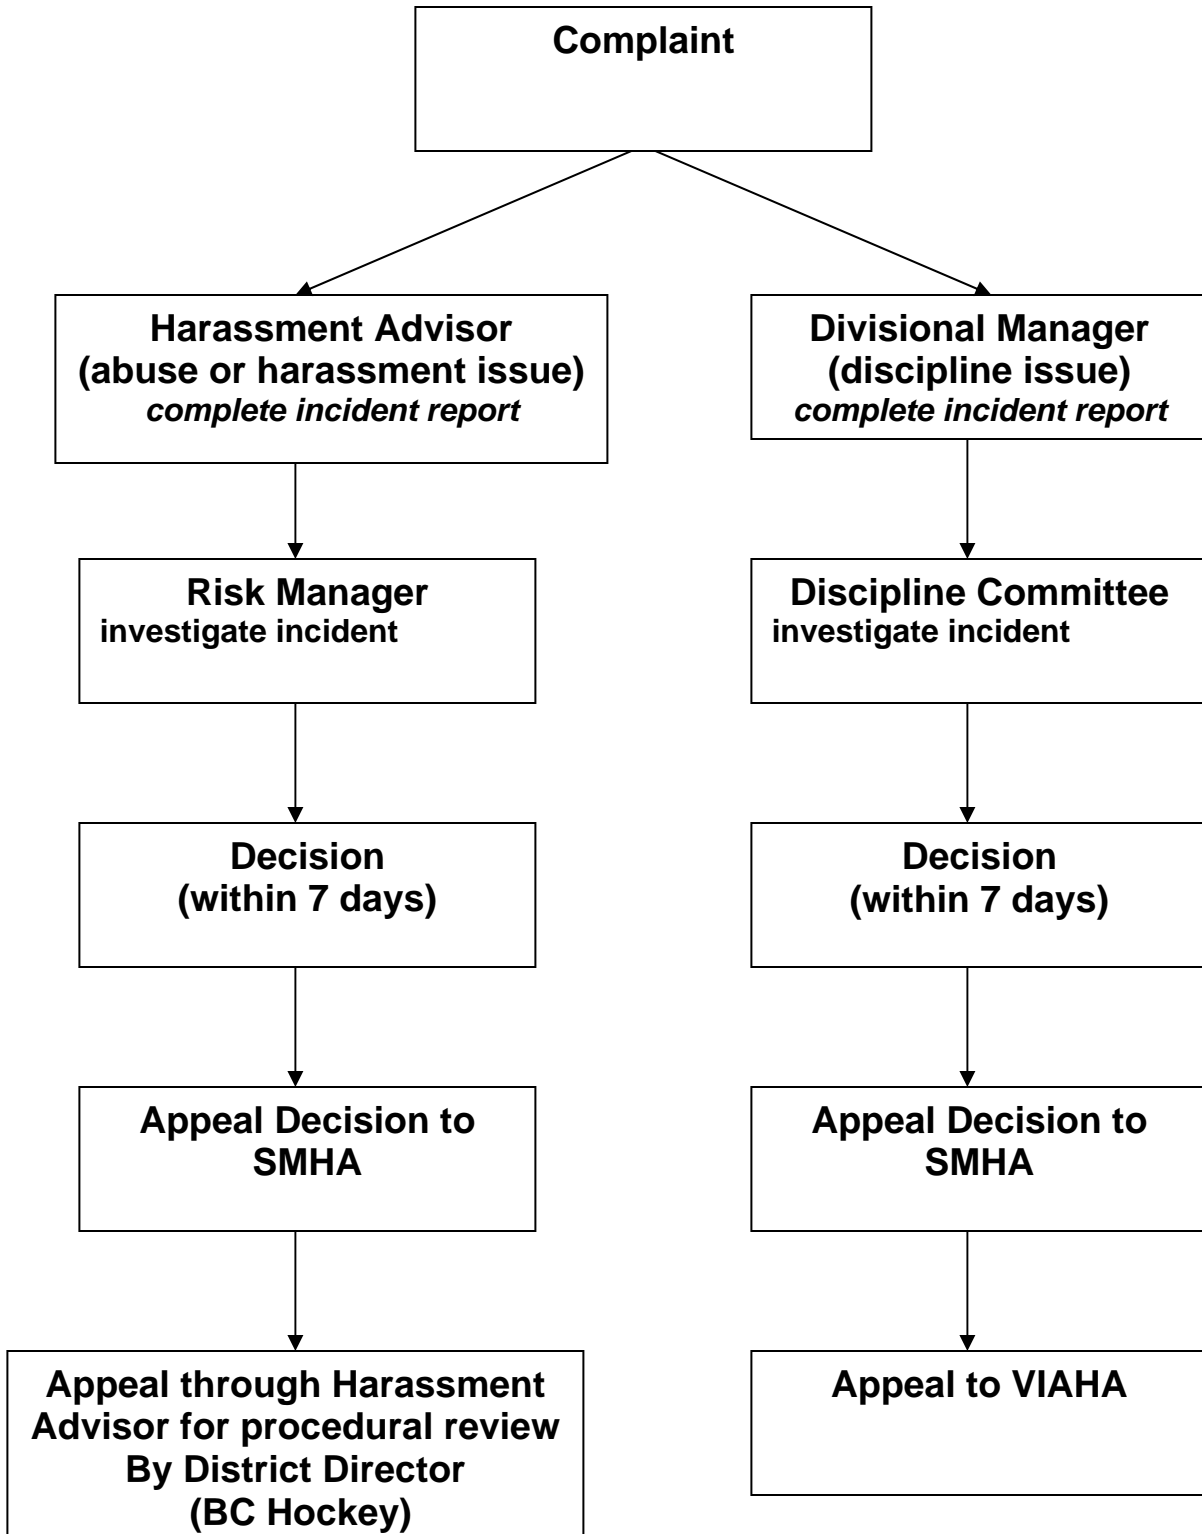 Complaint
Harassment Advisor
(abuse or harassment issue)
complete incident report
Divisional Manager
(discipline issue)
complete incident report
Risk Manager
investigate incident
Discipline Committee
investigate incident
Decision
(within 7 days)
Decision
(within 7 days)
Appeal Decision to
SMHA
Appeal Decision to
SMHA
Appeal through Harassment
Advisor for procedural review
By District Director
(BC Hockey)
Appeal to VIAHA